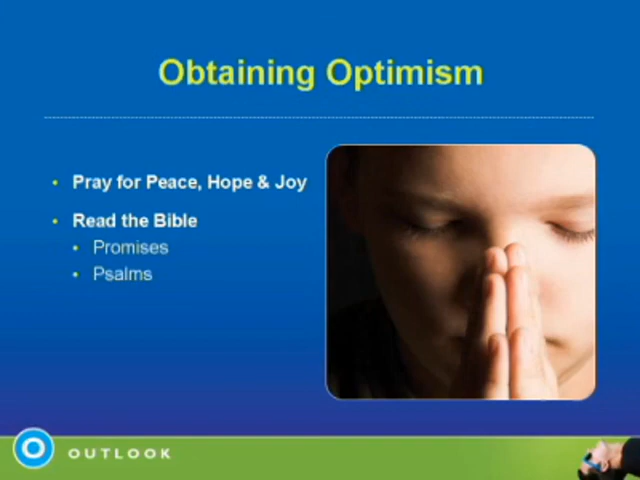 Obtaining Optimism
• Pray for Peace, Hope & Joy
• Read the Bible
• Promises
• Psalms
O OUTLOOK